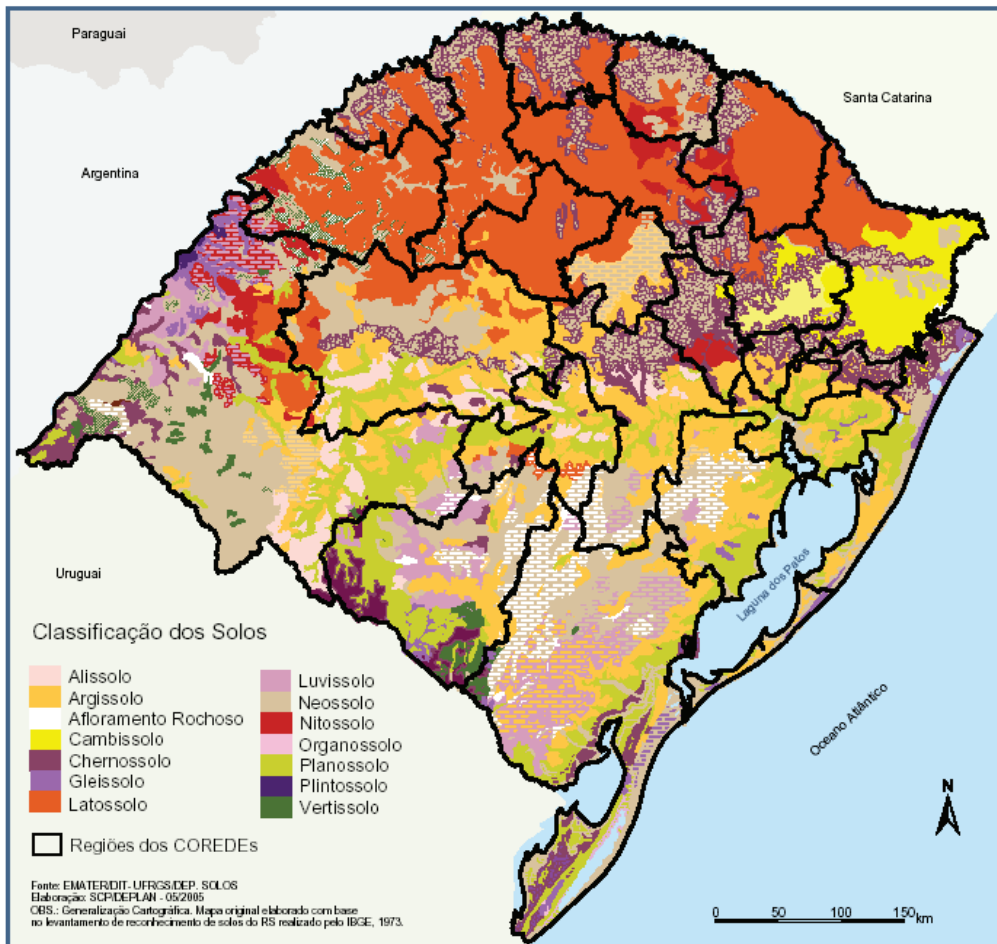 Paraguai
Santa Catarina
Argentina
Uruguai
Laguna dos Patos
Oceano Atlântico
Classificação dos Solos
Alissolo
Argissolo
Afloramento Rochoso
Cambissolo
Chernossolo
Gleissolo
Latossolo
Luvissolo
Neossolo
Nitossolo
Organossolo
Planossolo
Plintossolo
Vertissolo
Regiões dos COREDEs
N
Fonte: EMATER/DIT- UFRGS/DEP. SOLOS
Elaboração: SCP/DEPLAN - 05/2005
OBS.: Generalização Cartográfica. Mapa original elaborado com base
no levantamento de reconhecimento de solos do RS realizado pelo IBGE, 1973.
0 50 100 150 km